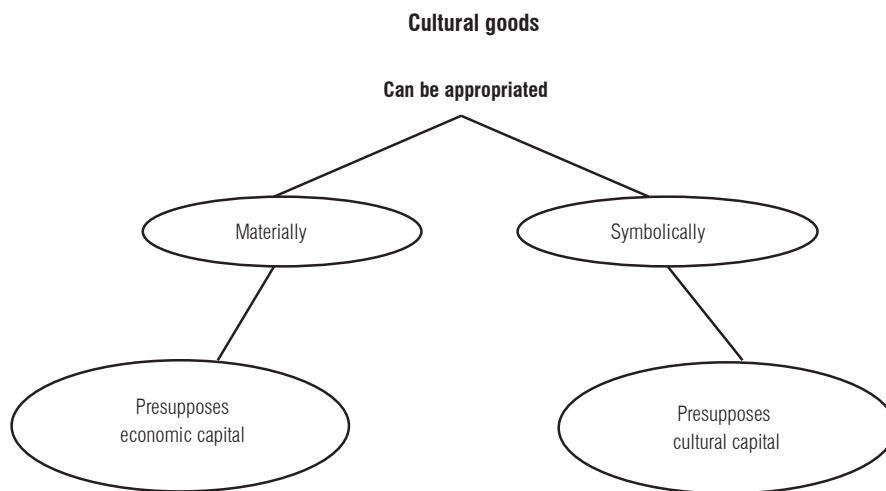 Cultural goods
Can be appropriated
Materially
Symbolically
Presupposes
economic capital
Presupposes
cultural capital